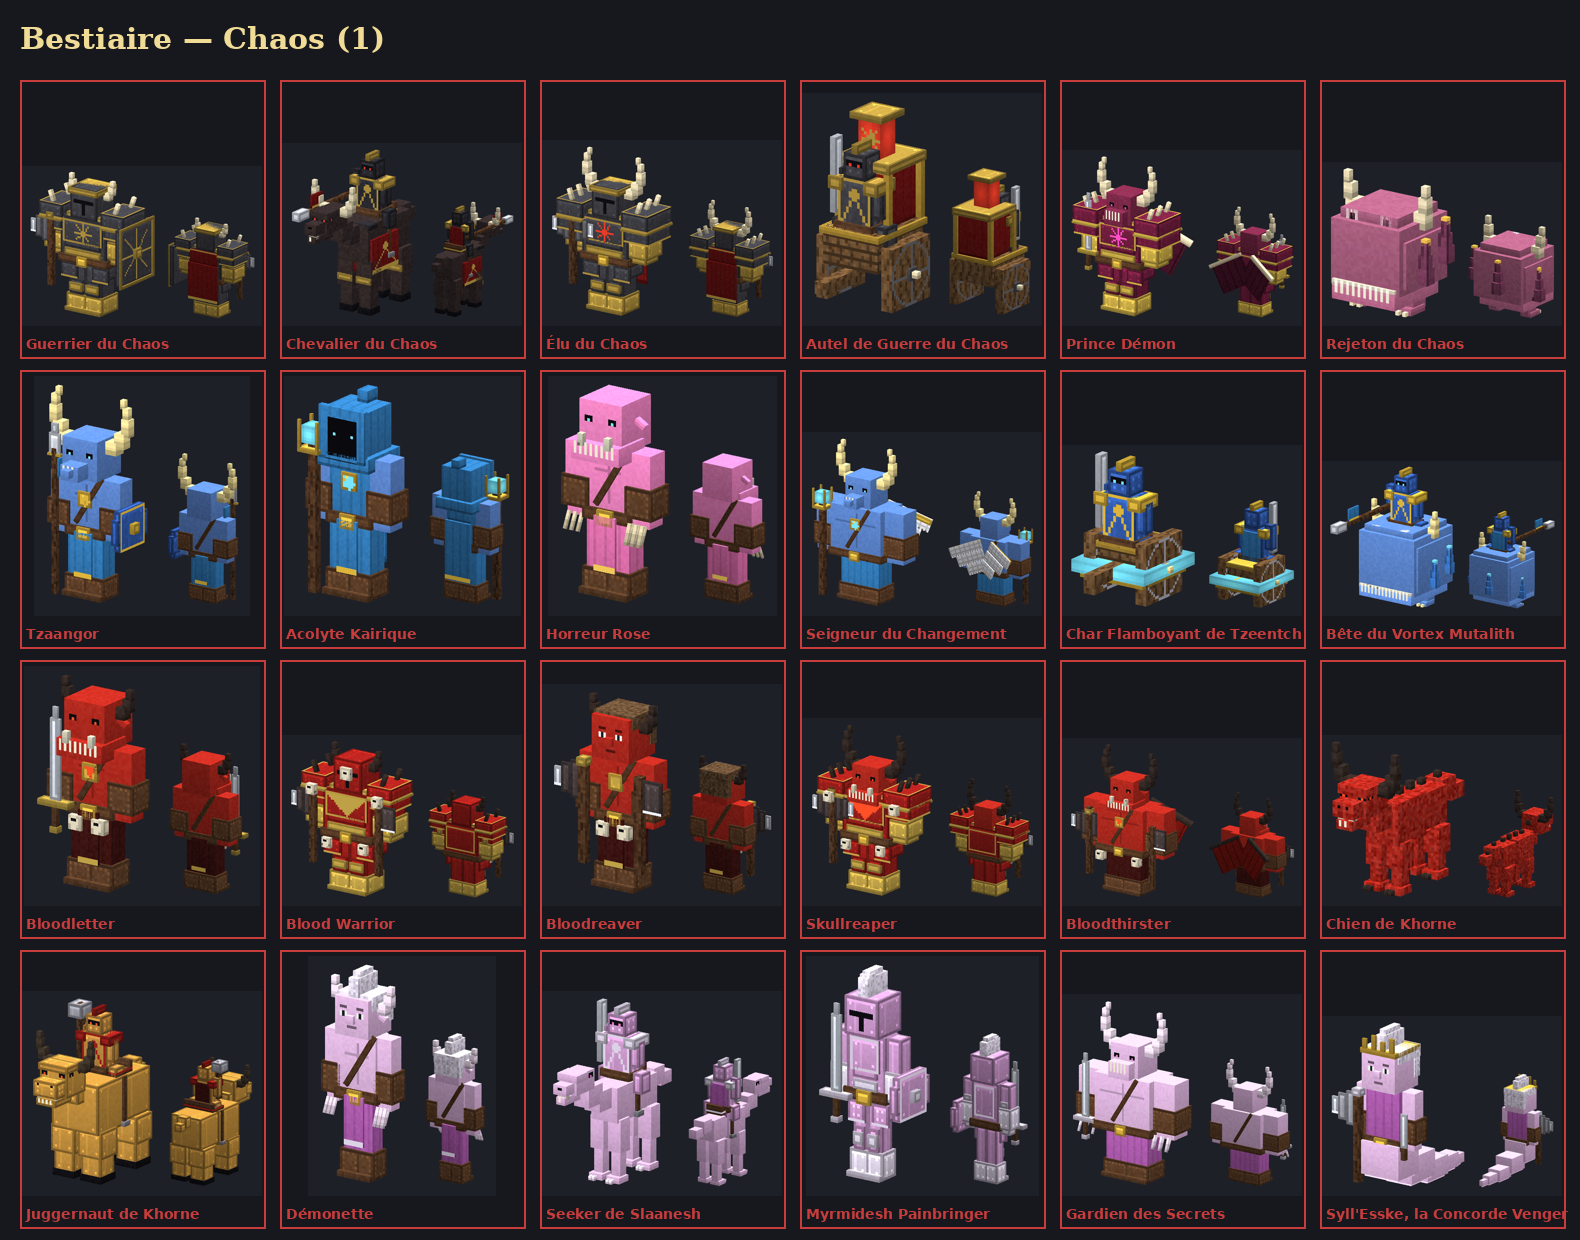 Bestiaire — Chaos (1)
Guerrier du Chaos
Chevalier du Chaos
Élu du Chaos
Autel de Guerre du Chaos
Prince Démon
Rejeton du Chaos
Tzaangor
Acolyte Kairique
Horreur Rose
Seigneur du Changement
Char Flamboyant de Tzeentch
Bête du Vortex Mutalith
Bloodletter
Blood Warrior
Bloodreaver
Skullreaper
Bloodthirster
Chien de Khorne
Juggernaut de Khorne
Démonette
Seeker de Slaanesh
Myrmidesh Painbringer
Gardien des Secrets
Syll'Esske, la Concorde Venger